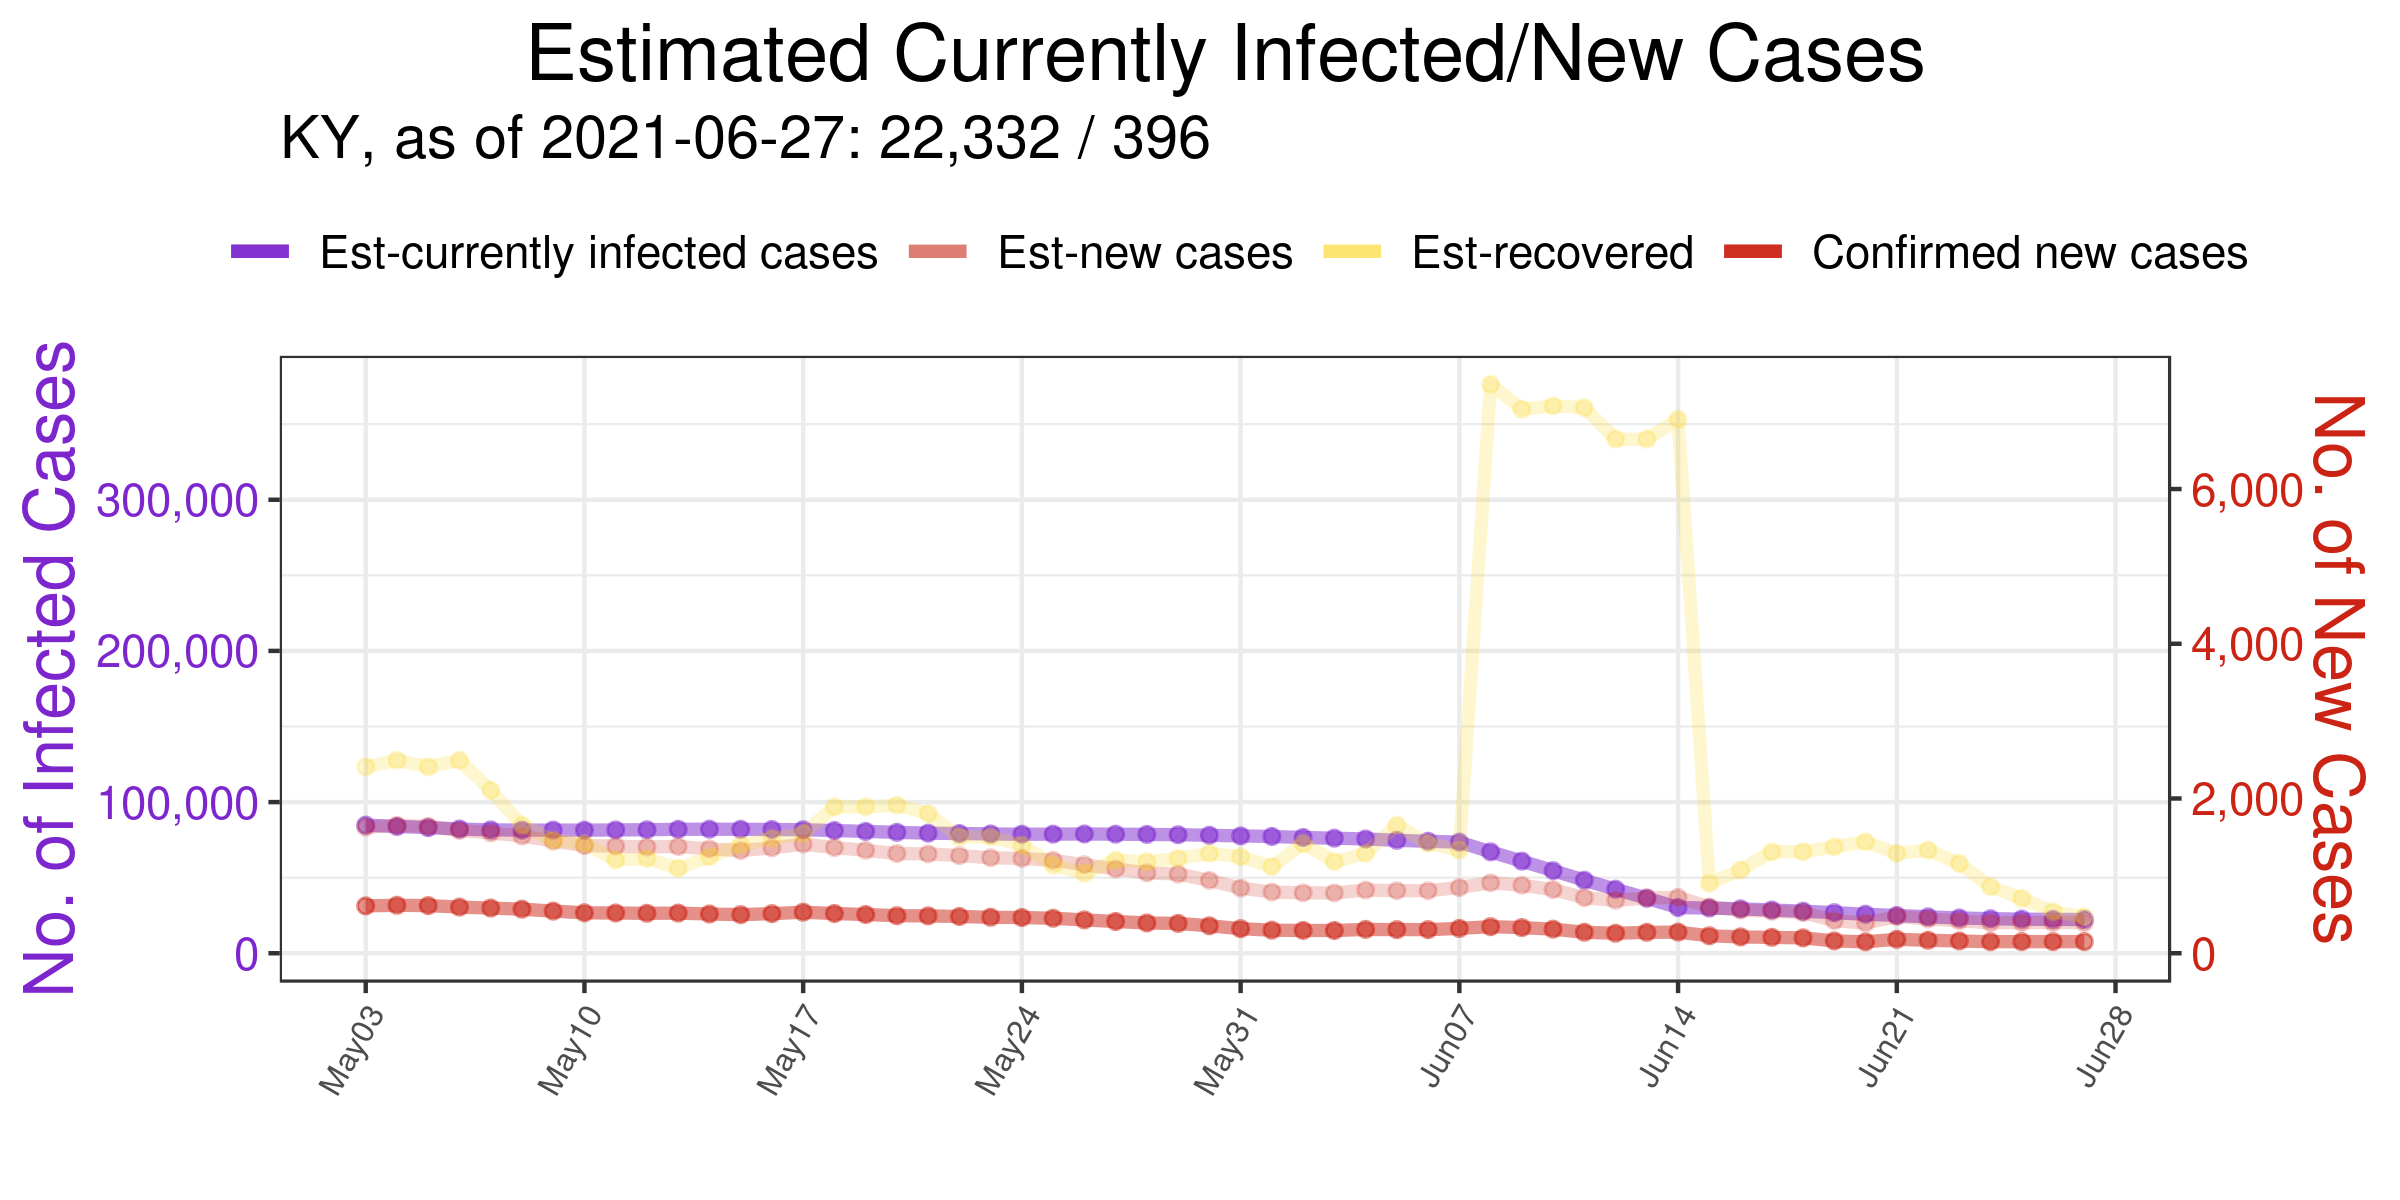 Estimated Currently Infected/New Cases
KY, as of 2021-06-27: 22,332 / 396
Est-currently infected cases Est-new cases Est-recovered Confirmed new cases
No. of Infected Cases
300,000
200,000
100,000
0
6,000
4,000
2,000
0
No. of New Cases
May03 May10 May17 May24 May31 Jun07 Jun14 Jun21 Jun28